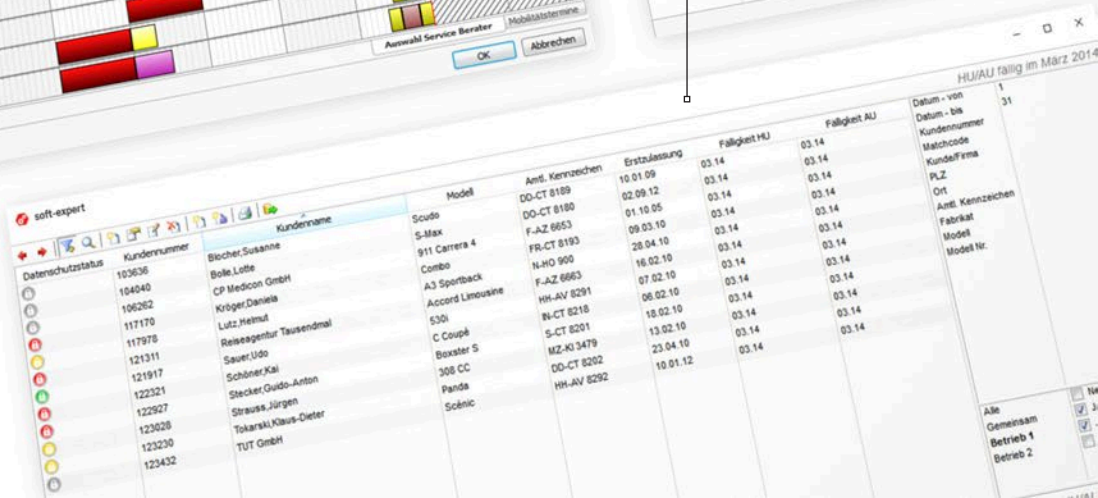 Auswahl Service Berater Mobilitätstermine
OK Abbrechen
HU/AU fällig im März 2014
soft-expert
Datenschutzstatus Kundennummer Kundenname Modell Amtl. Kennzeichen Erstzulassung Fälligkeit HU Fälligkeit AU
103636 Blocher,Susanne Scudo DD-CT 8189 10.01.09 03.14 03.14
104040 Bolle,Lotte S-Max DO-CT 8180 02.09.12 03.14 03.14
106262 CP Medicon GmbH 911 Carrera 4 F-AZ 6653 01.10.05 03.14 03.14
117170 Kröger,Daniela Combo FR-CT 8193 09.03.10 03.14 03.14
117978 Lutz,Helmut A3 Sportback N-HO 900 28.04.10 03.14 03.14
121311 Reiseagentur Tausendmal Accord Limousine F-AZ 6663 16.02.10 03.14 03.14
121917 Sauer,Udo 530i HH-AV 8291 07.02.10 03.14 03.14
122321 Schöner,Kai C Coupé IN-CT 8218 06.02.10 03.14 03.14
122927 Stecker,Guido-Anton Boxster S S-CT 8201 18.02.10 03.14 03.14
123028 Strauss,Jürgen 308 CC MZ-KI 3479 13.02.10 03.14 03.14
123230 Tokarski,Klaus-Dieter Panda DD-CT 8202 23.04.10 03.14 03.14
123432 TUT GmbH Scénic HH-AV 8292 10.01.12 03.14 03.14
Datum - von 1
Datum - bis 31
Kundennummer
Matchcode
Kunde/Firma
PLZ
Ort
Amtl. Kennzeichen
Fabrikat
Modell
Modell Nr.
Alle
Gemeinsam
Betrieb 1
Betrieb 2